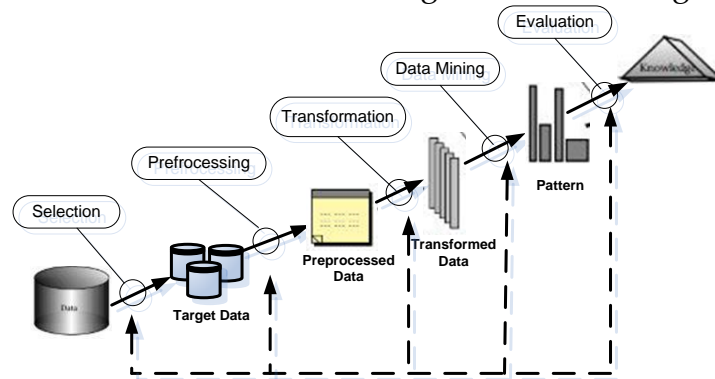 Evaluation
Knowledge
Data Mining
Transformation
Prefrocessing
Pattern
Selection
Transformed
Data
Preprocessed
Data
Target Data
Data